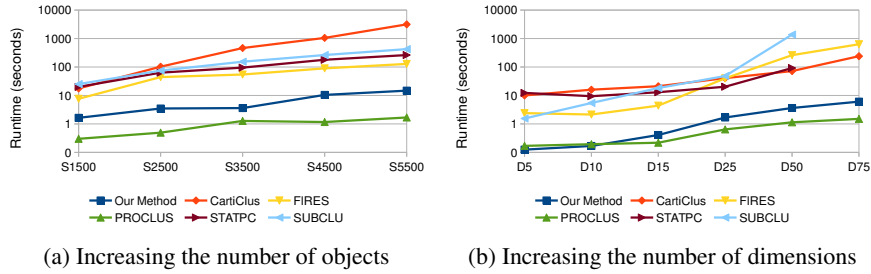 10000
1000
100
10
1
0
Runtime (seconds)
S1500 S2500 S3500 S4500 S5500
Our Method CartiClus FIRES
PROCLUS STATPC SUBCLU
(a) Increasing the number of objects
10000
1000
100
10
1
0
Runtime (seconds)
D5 D10 D15 D25 D50 D75
Our Method CartiClus FIRES
PROCLUS STATPC SUBCLU
(b) Increasing the number of dimensions